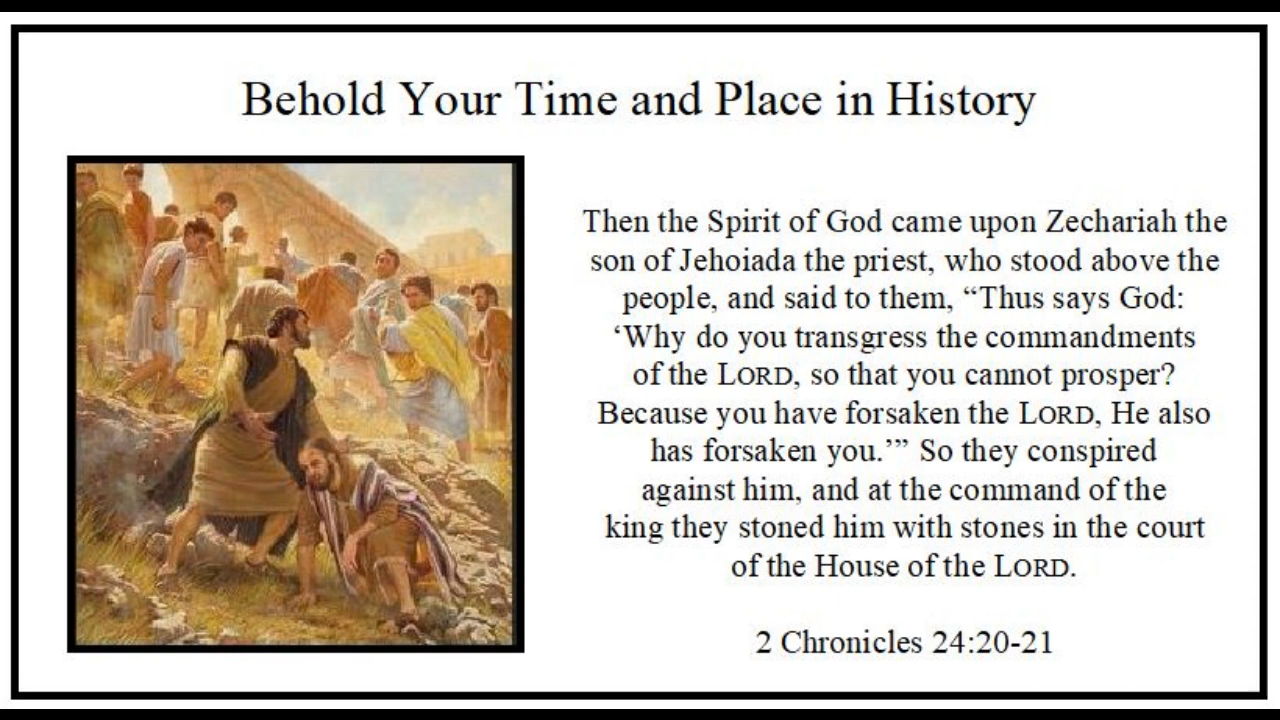 Behold Your Time and Place in History
Then the Spirit of God came upon Zechariah the
son of Jehoiada the priest, who stood above the
people, and said to them, “Thus says God:
‘Why do you transgress the commandments
of the LORD, so that you cannot prosper?
Because you have forsaken the LORD, He also
has forsaken you.’” So they conspired
against him, and at the command of the
king they stoned him with stones in the court
of the House of the LORD.
2 Chronicles 24:20-21